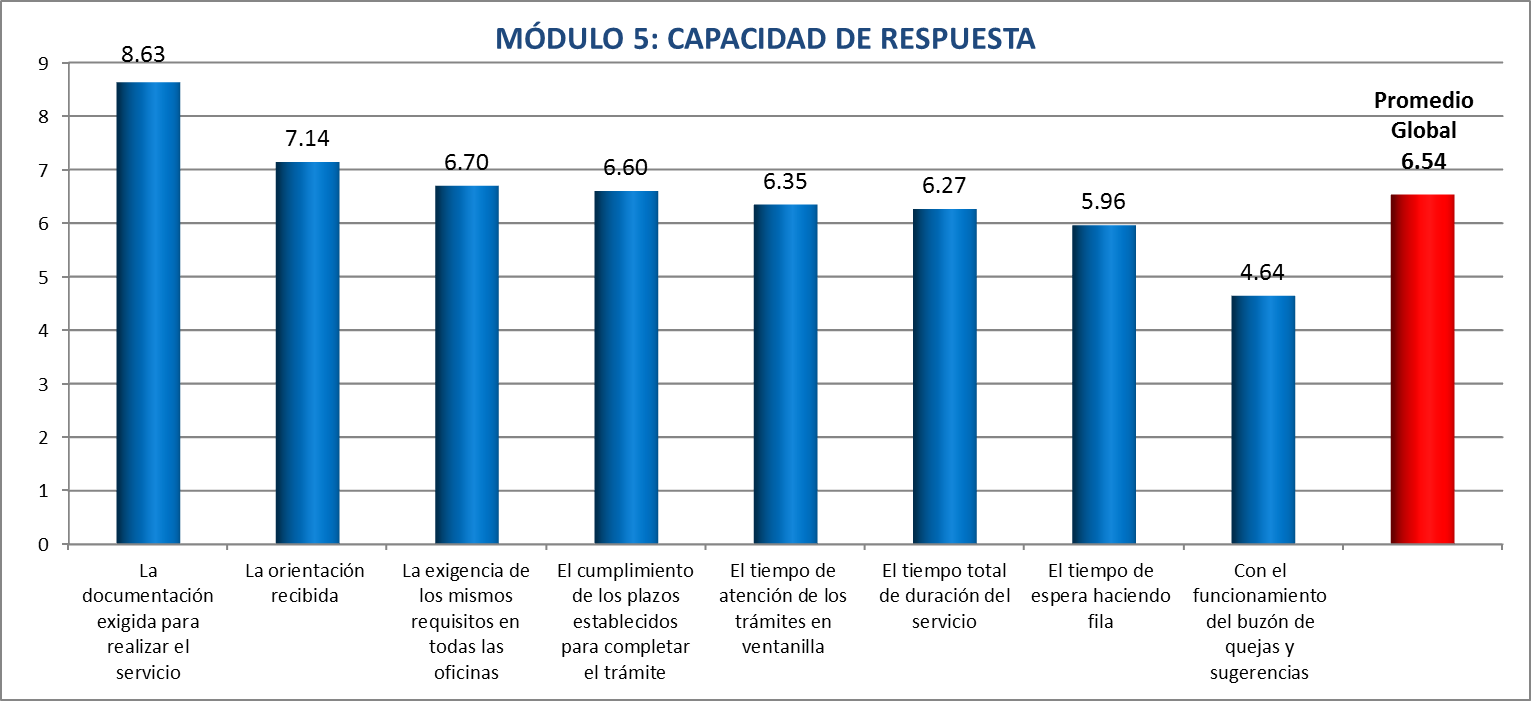 MÓDULO 5: CAPACIDAD DE RESPUESTA
9
8
7
6
5
4
3
2
1
0
8.63
7.14
6.70
6.60
6.35
6.27
5.96
4.64
Promedio
Global
6.54
La
documentación
exigida para
realizar el
servicio
La orientación
recibida
La exigencia de
los mismos
requisitos en
todas las
oficinas
El cumplimiento
de los plazos
establecidos
para completar
el trámite
El tiempo de
atención de los
trámites en
ventanilla
El tiempo total
de duración del
servicio
El tiempo de
espera haciendo
fila
Con el
funcionamiento
del buzón de
quejas y
sugerencias